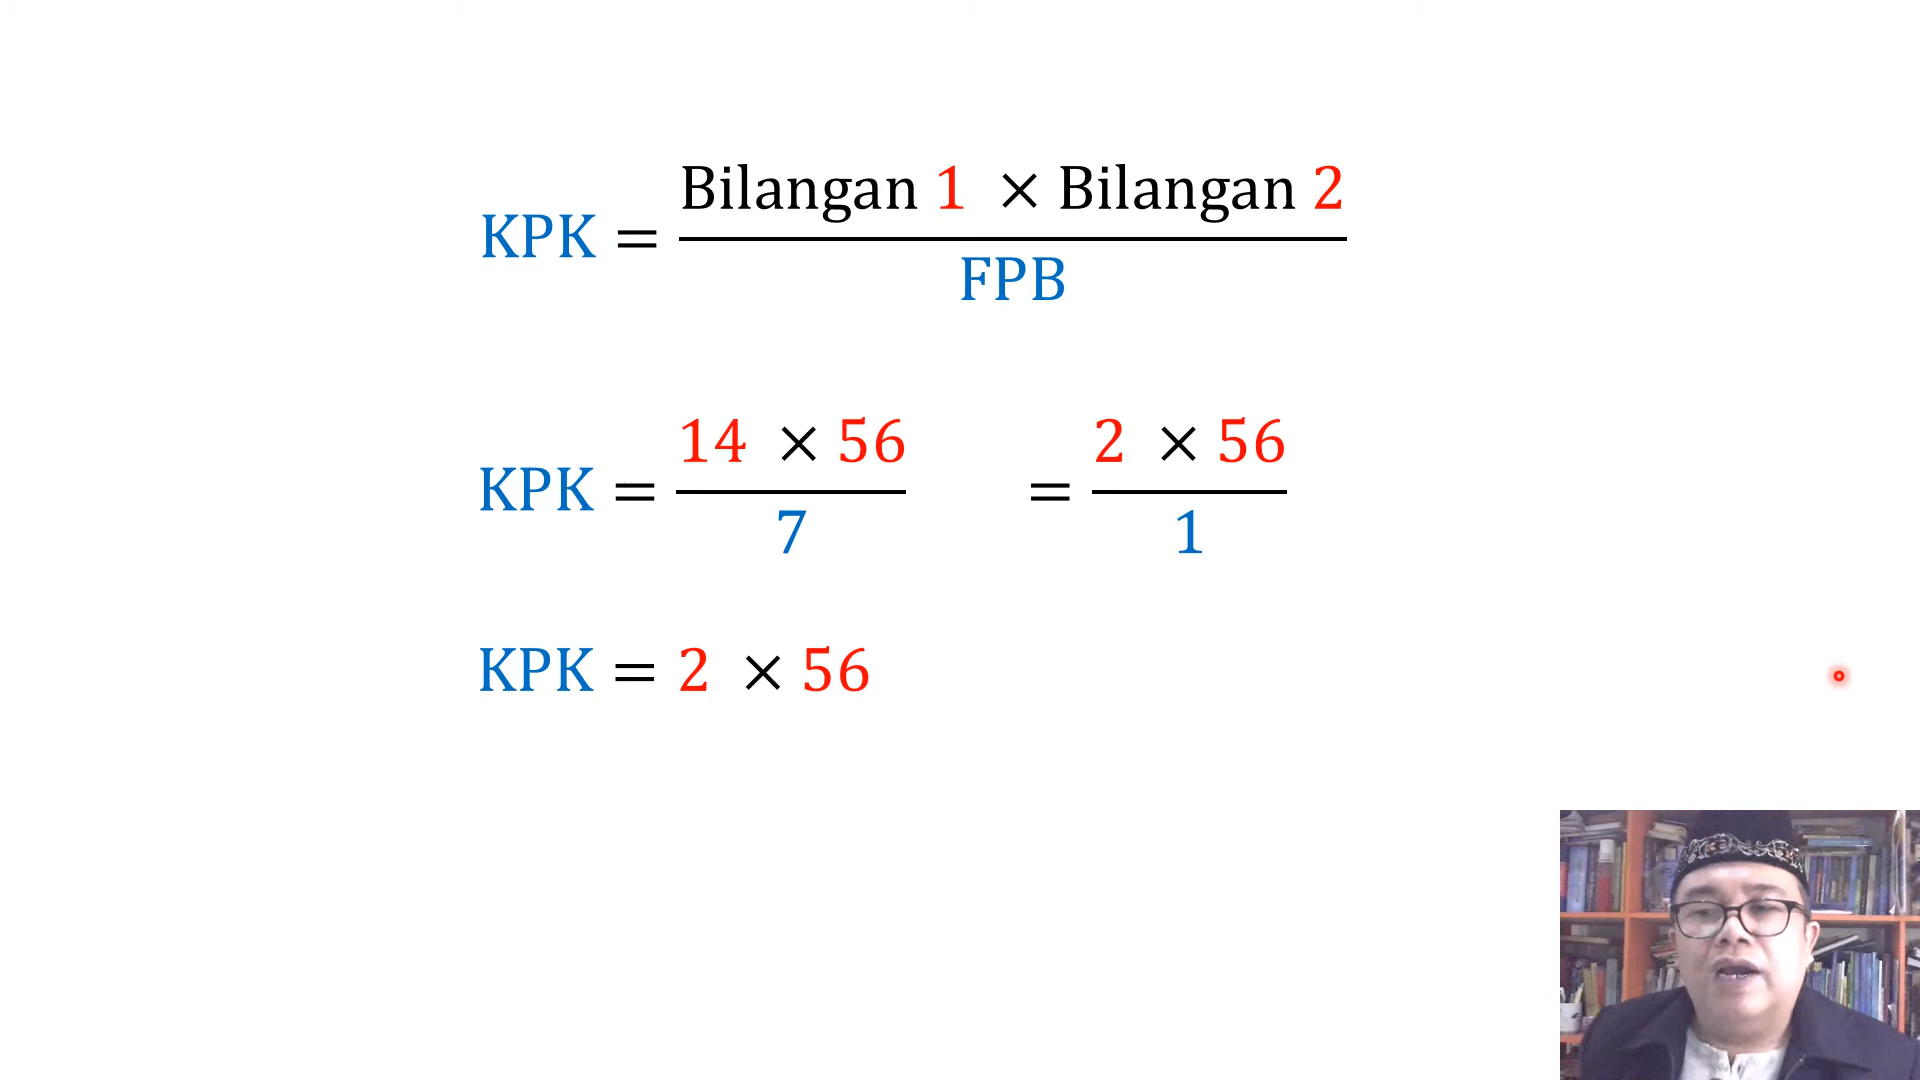 KPK = Bilangan 1 × Bilangan 2 / FPB
KPK = 14 × 56 / 7 = 2 × 56 / 1
KPK = 2 × 56